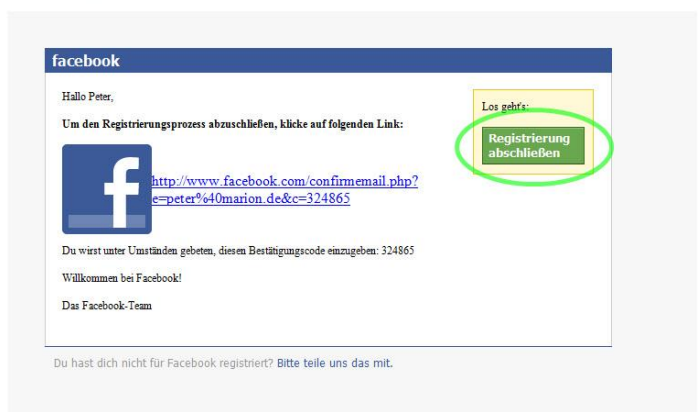 facebook
Hallo Peter,
Um den Registrierungsprozess abzuschließen, klicke auf folgenden Link:
f
http://www.facebook.com/confirmemail.php?
e=peter%40marion.de&c=324865
Du wirst unter Umständen gebeten, diesen Bestätigungscode einzugeben: 324865
Willkommen bei Facebook!
Das Facebook-Team
Los geht's:
Registrierung
abschließen
Du hast dich nicht für Facebook registriert? Bitte teile uns das mit.